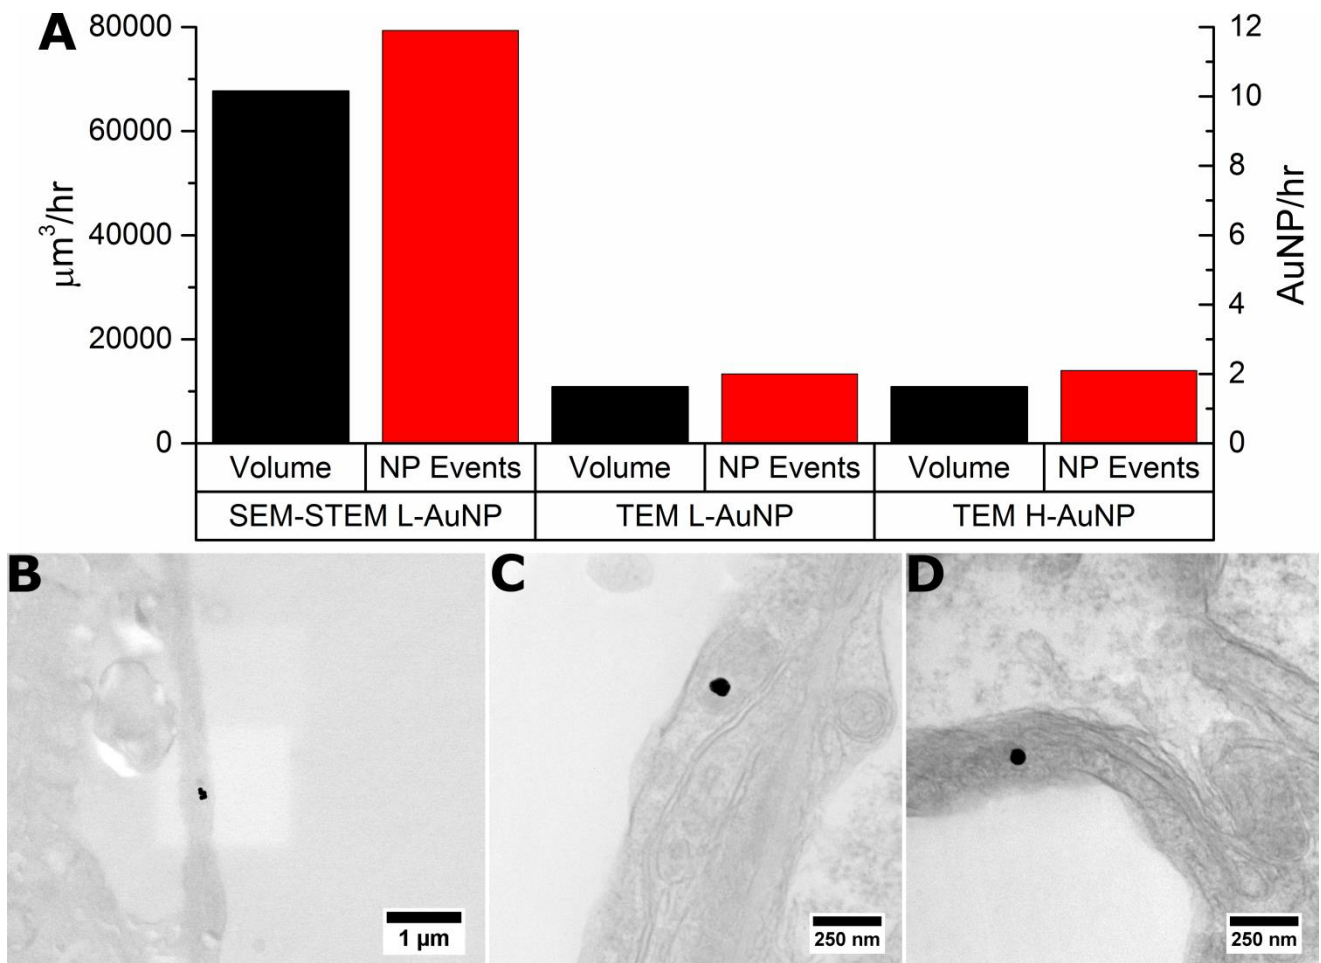 A
80000
60000
40000
20000
0
μm³/hr
12
10
8
6
4
2
0
AuNP/hr
Volume NP Events Volume NP Events Volume NP Events
SEM-STEM L-AuNP TEM L-AuNP TEM H-AuNP
B
1 μm
C
250 nm
D
250 nm